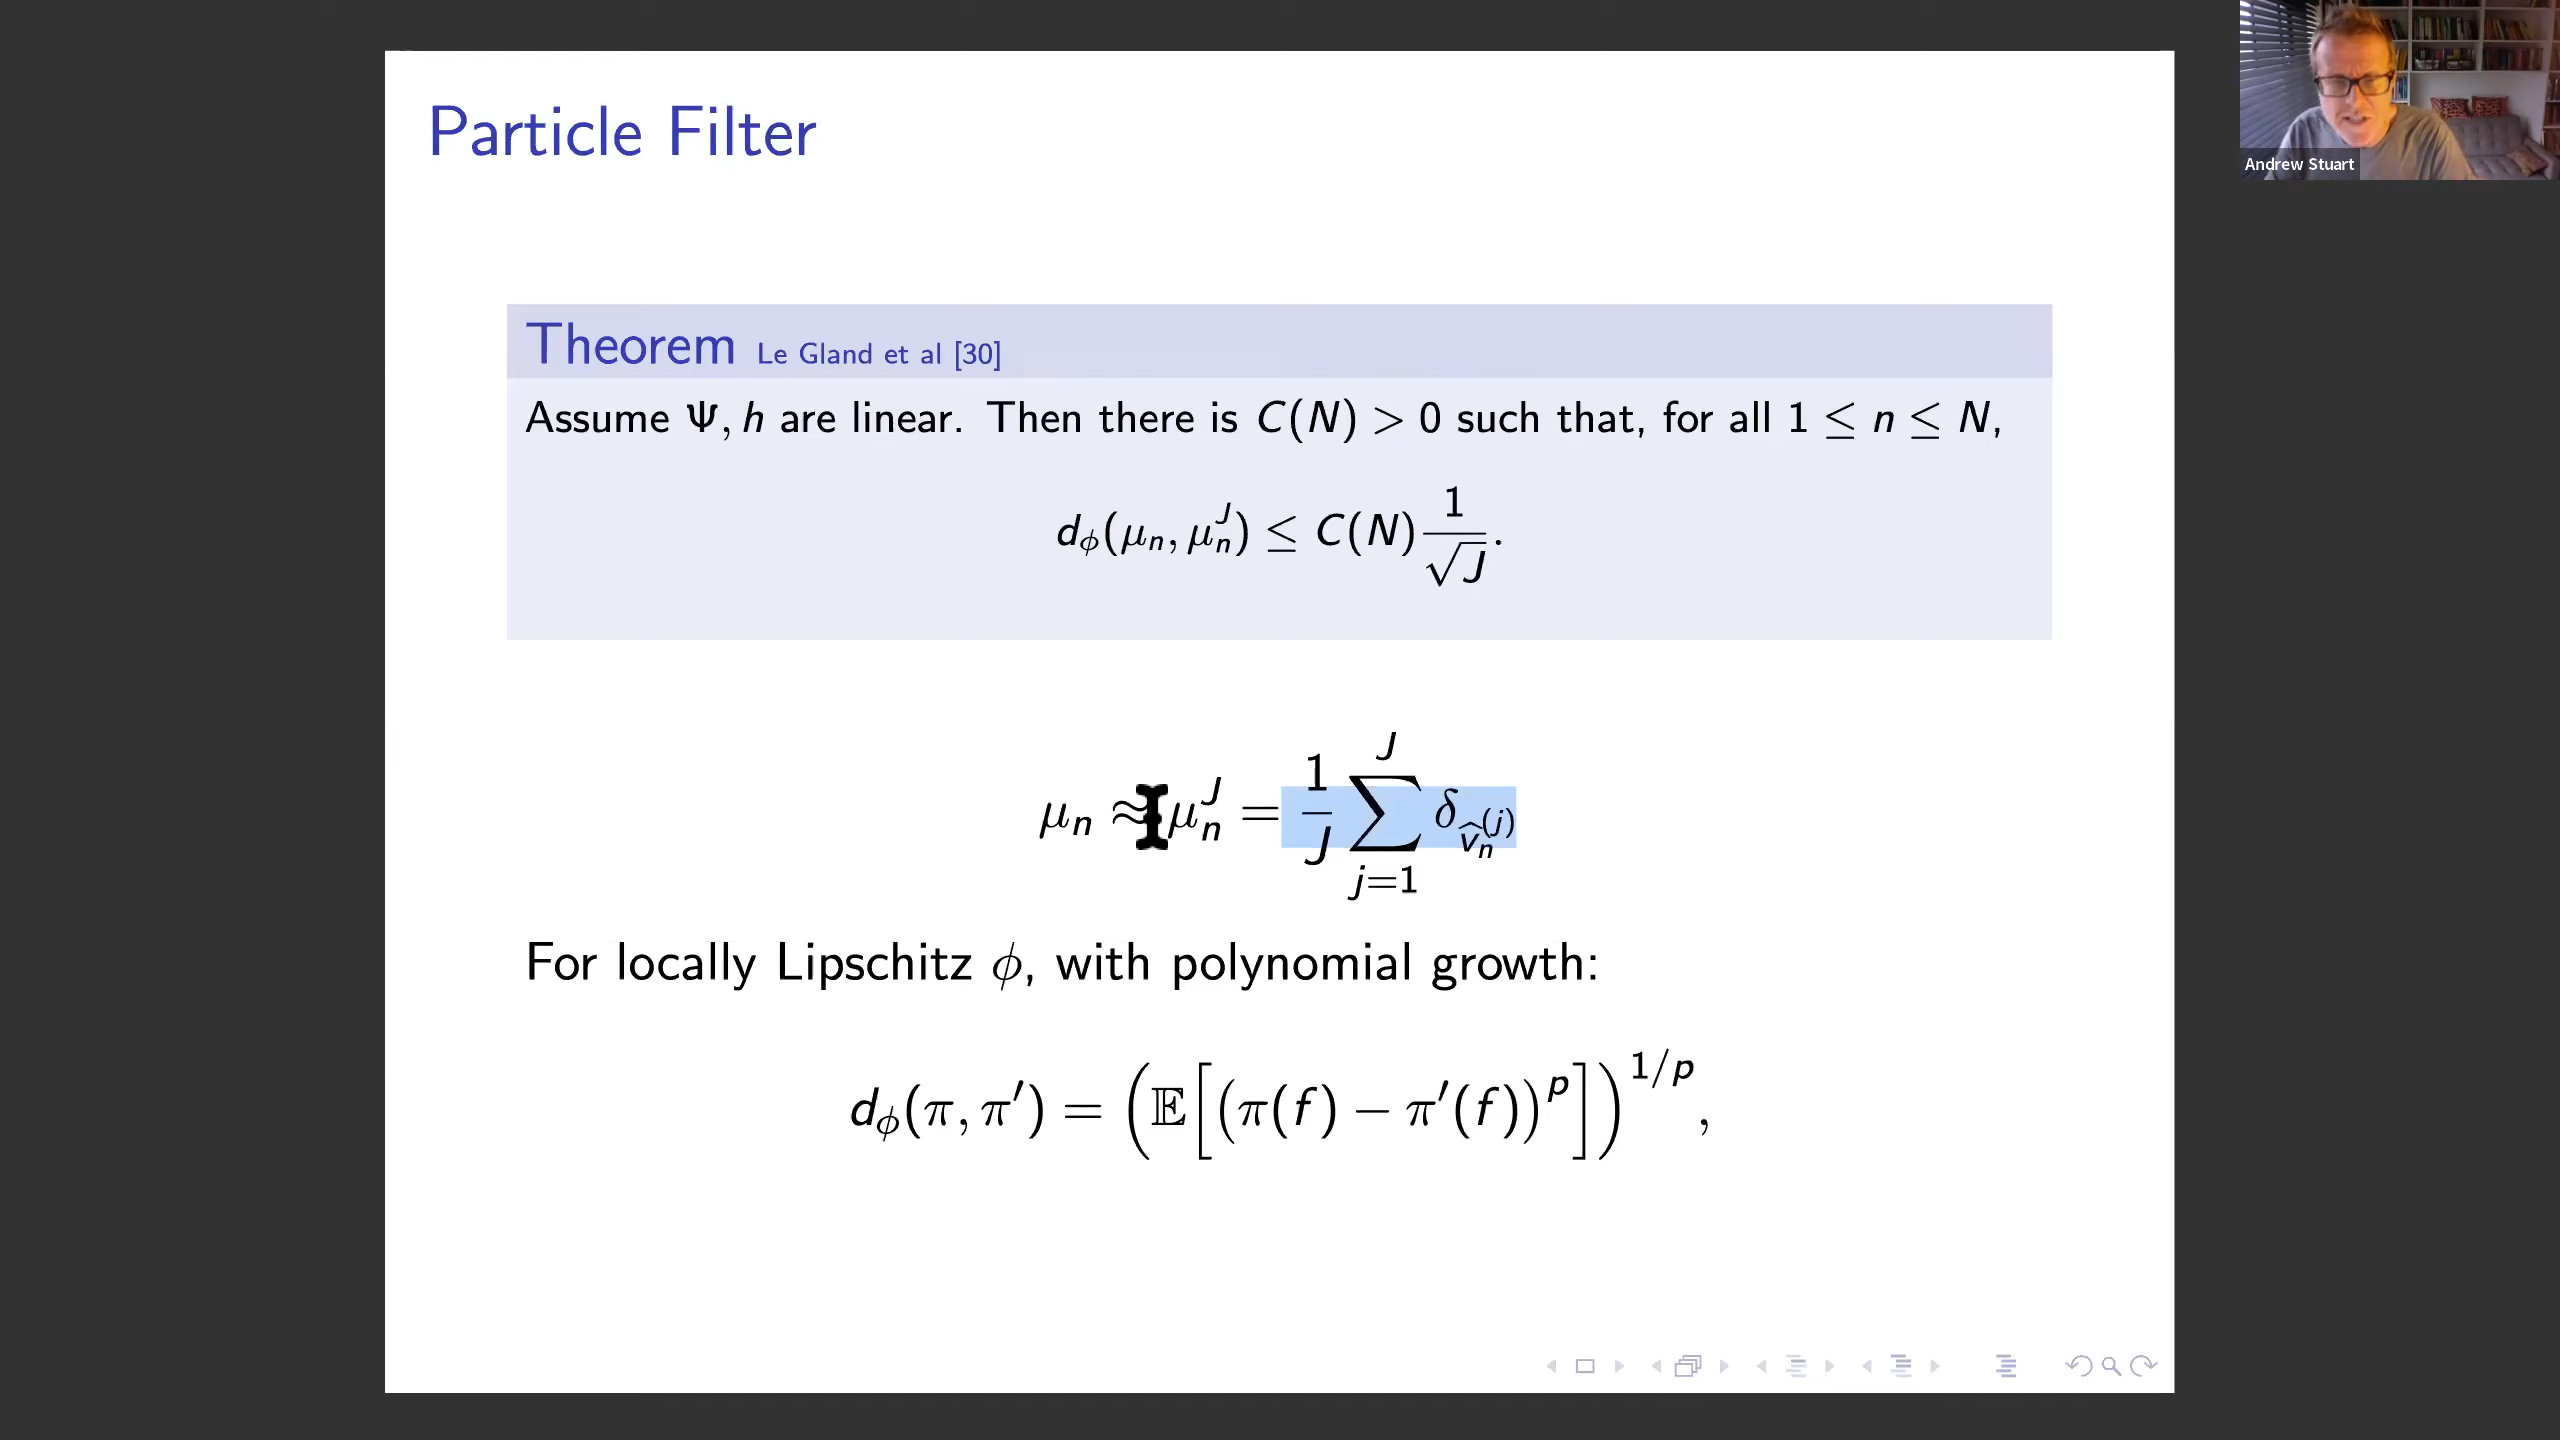 Particle Filter
Theorem Le Gland et al [30]
Assume Ψ, h are linear. Then there is C(N) > 0 such that, for all 1 ≤ n ≤ N,
d_ϕ(μ_n, μ_n^J) ≤ C(N) 1/√J.
μ_n ≈ μ_n^J = 1/J ∑_{j=1}^{J} δ_{v̂_n^{(j)}}
For locally Lipschitz ϕ, with polynomial growth:
d_ϕ(π, π′) = (𝔼[(π(f) − π′(f))^p])^{1/p},
Andrew Stuart